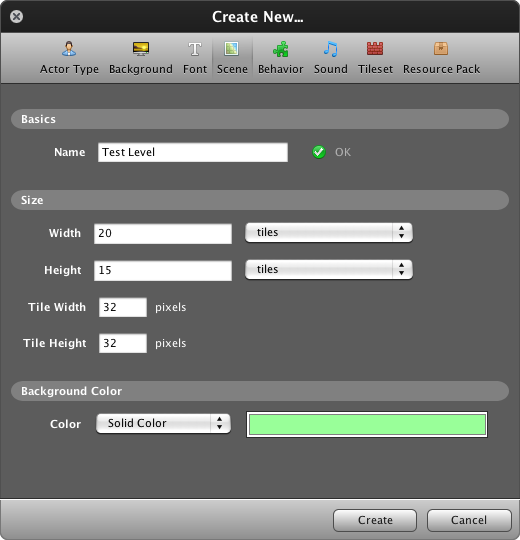 Create New...
Actor Type Background Font Scene Behavior Sound Tileset Resource Pack
Basics
Name Test Level OK
Size
Width 20 tiles
Height 15 tiles
Tile Width 32 pixels
Tile Height 32 pixels
Background Color
Color Solid Color
Create Cancel